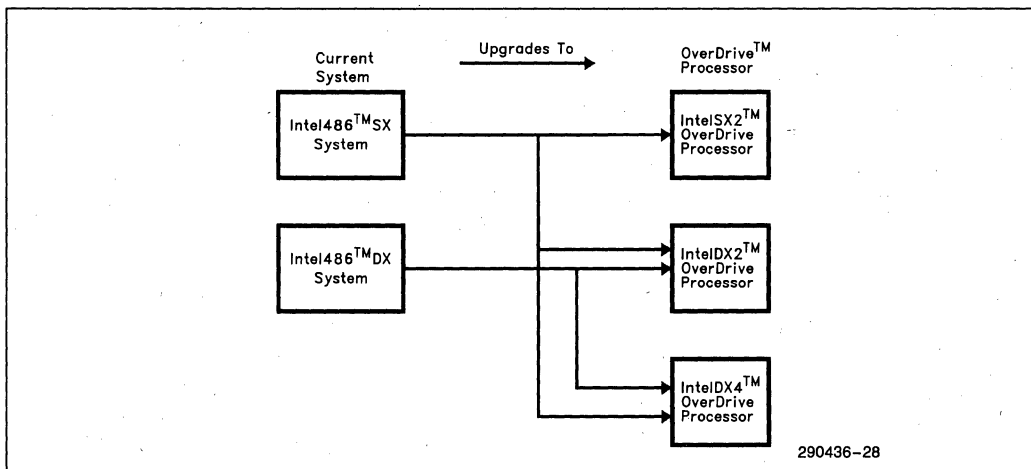 Current
System
Upgrades To
OverDrive™
Processor
Intel486™SX
System
IntelSX2™
OverDrive
Processor
Intel486™DX
System
IntelDX2™
OverDrive
Processor
IntelDX4™
OverDrive
Processor
290436-28